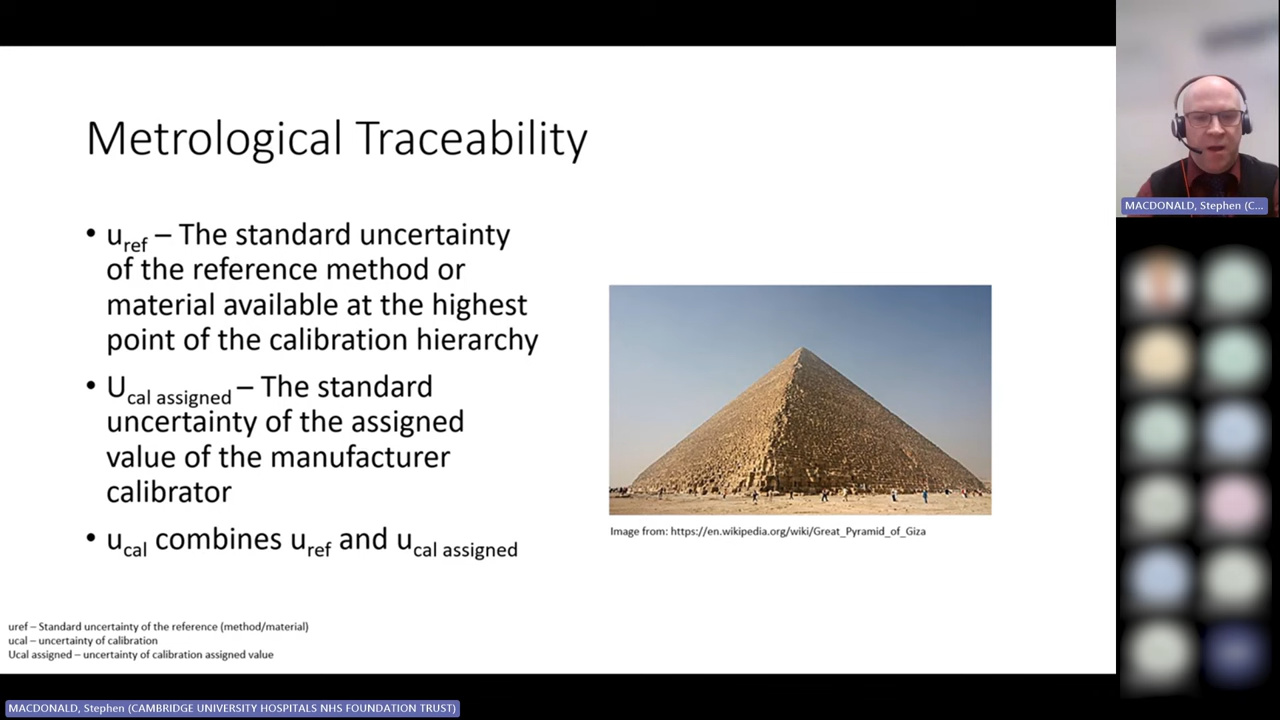 Metrological Traceability
• uref – The standard uncertainty
of the reference method or
material available at the highest
point of the calibration hierarchy
• Ucal assigned – The standard
uncertainty of the assigned
value of the manufacturer
calibrator
• ucal combines uref and ucal assigned
Image from: https://en.wikipedia.org/wiki/Great_Pyramid_of_Giza
uref – Standard uncertainty of the reference (method/material)
ucal – uncertainty of calibration
Ucal assigned – uncertainty of calibration assigned value
MACDONALD, Stephen (C...
MACDONALD, Stephen (CAMBRIDGE UNIVERSITY HOSPITALS NHS FOUNDATION TRUST)